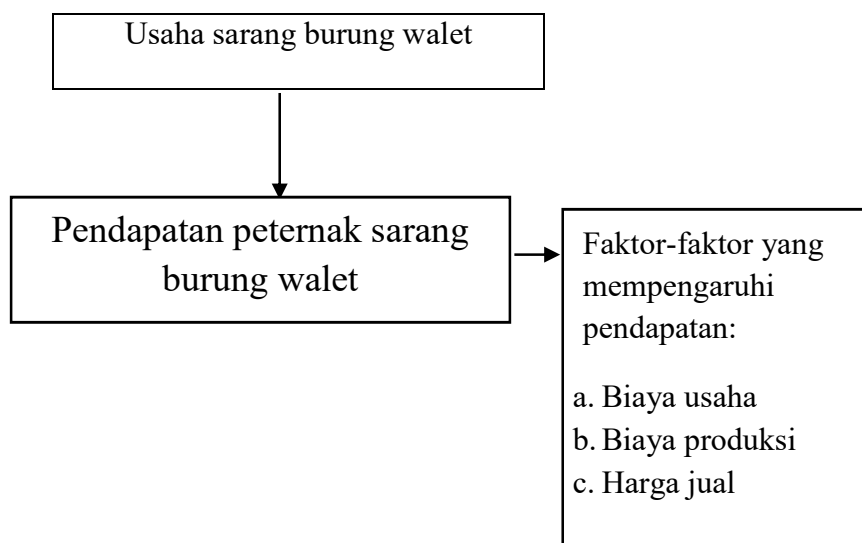 Usaha sarang burung walet
Pendapatan peternak sarang
burung walet
Faktor-faktor yang
mempengaruhi
pendapatan:
a. Biaya usaha
b. Biaya produksi
c. Harga jual